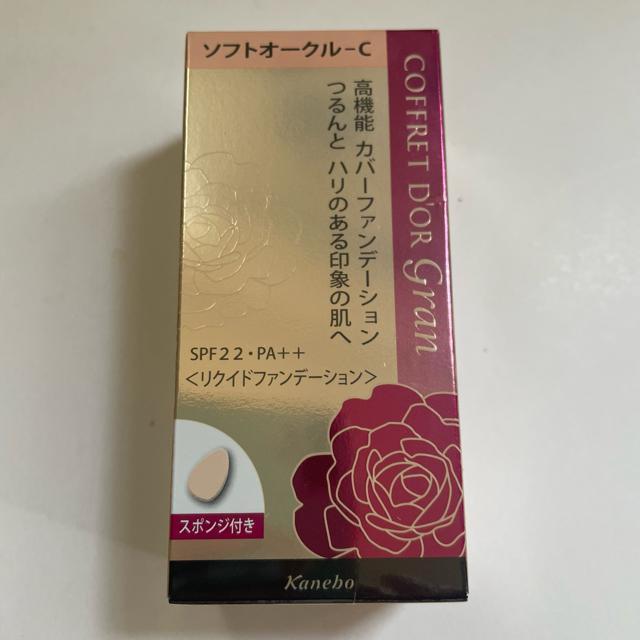 ソフトオークル-C
COFFRET D'OR Gran
高機能 カバーファンデーション
つるんと ハリのある印象の肌へ
SPF22・PA++
<リクイドファンデーション>
スポンジ付き
Kanebo